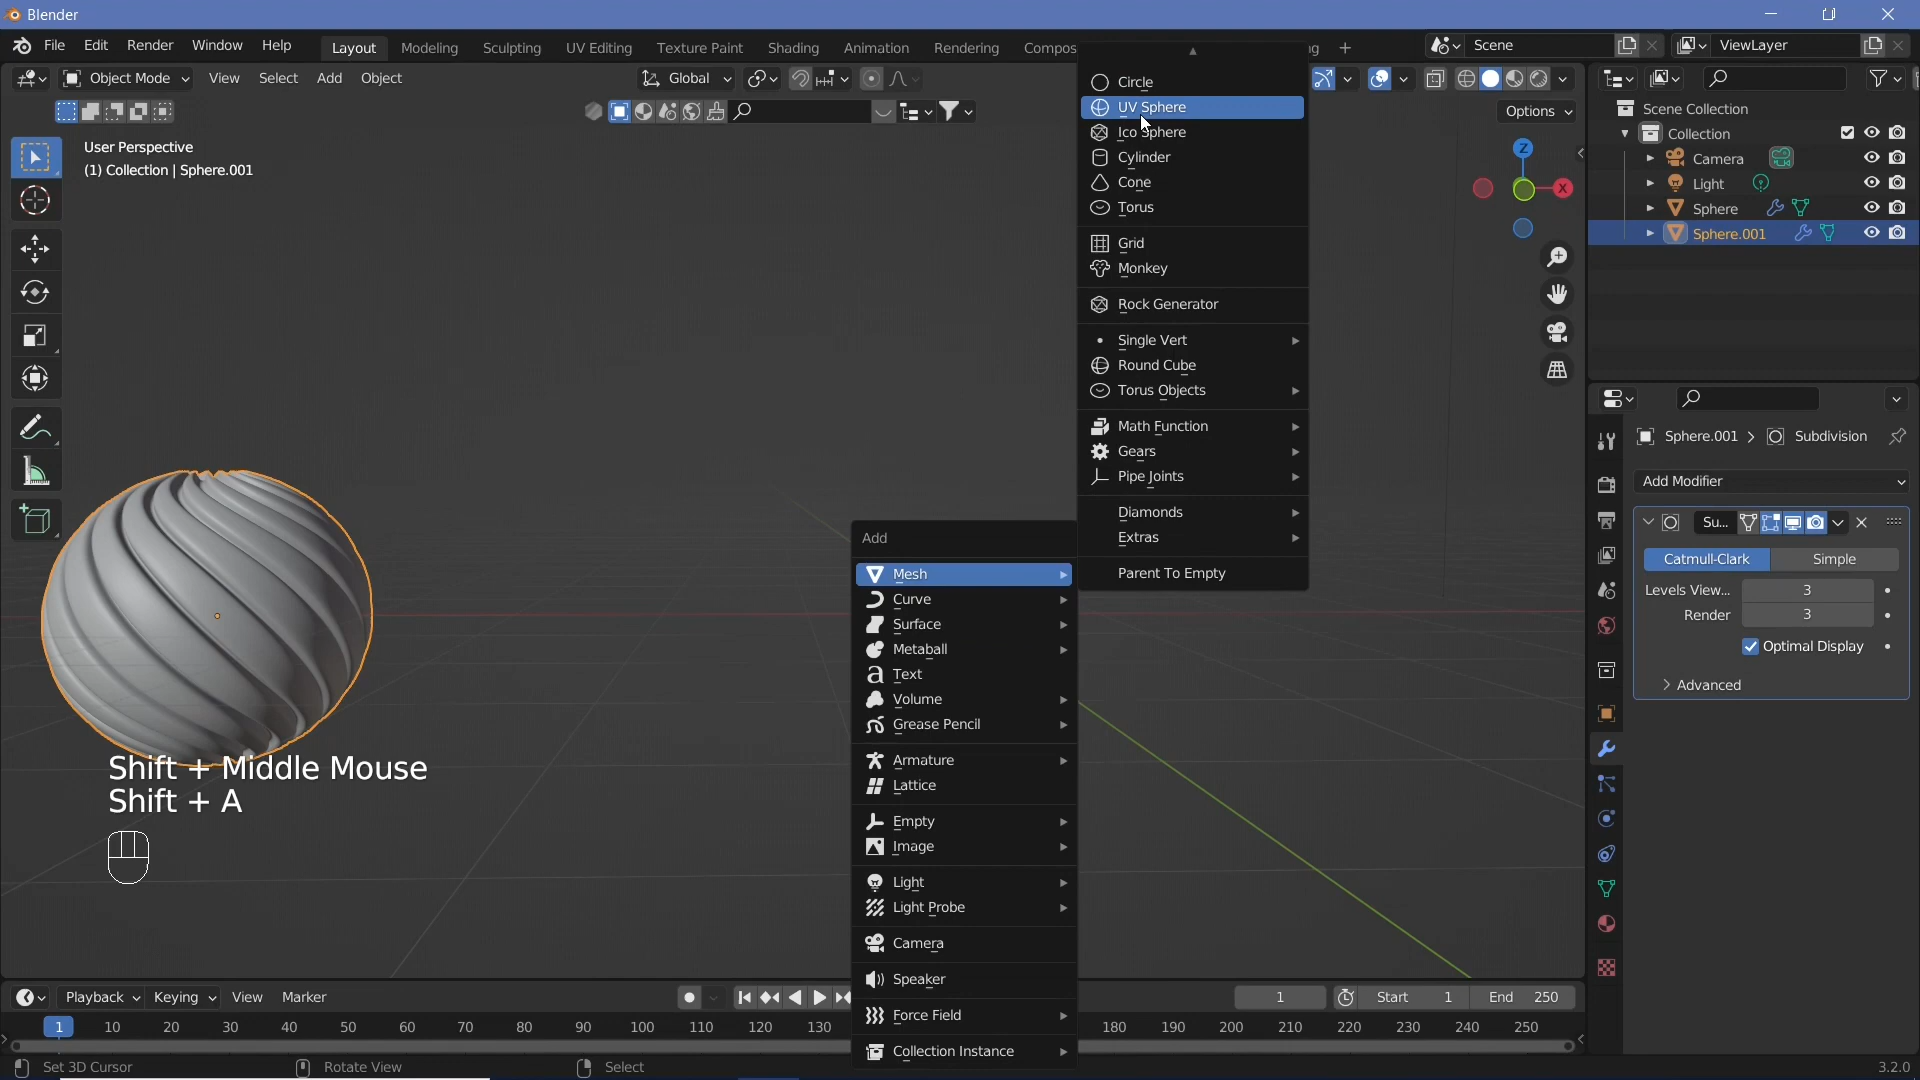 Blender
File Edit Render Window Help Layout Modeling Sculpting UV Editing Texture Paint Shading Animation Rendering Scene ViewLayer
Object Mode View Select Add Object Global
Options
User Perspective
(1) Collection | Sphere.001
Circle
UV Sphere
Ico Sphere
Cylinder
Cone
Torus
Grid
Monkey
Rock Generator
Single Vert
Round Cube
Torus Objects
Math Function
Gears
Pipe Joints
Diamonds
Extras
Parent To Empty
Add
Mesh
Curve
Surface
Metaball
Text
Volume
Grease Pencil
Armature
Lattice
Empty
Image
Light
Light Probe
Camera
Speaker
Force Field
Collection Instance
Z
X
Scene Collection
Collection
Camera
Light
Sphere
Sphere.001
Sphere.001 Subdivision
Add Modifier
Su...
Catmull-Clark Simple
Levels View... 3
Render 3
Optimal Display
Advanced
Shift + Middle Mouse
Shift + A
Playback Keying View Marker 1 Start 1 End 250
1 10 20 30 40 50 60 70 80 90 100 110 120 130 180 190 200 210 220 230 240 250
Set 3D Cursor Rotate View Select 3.2.0